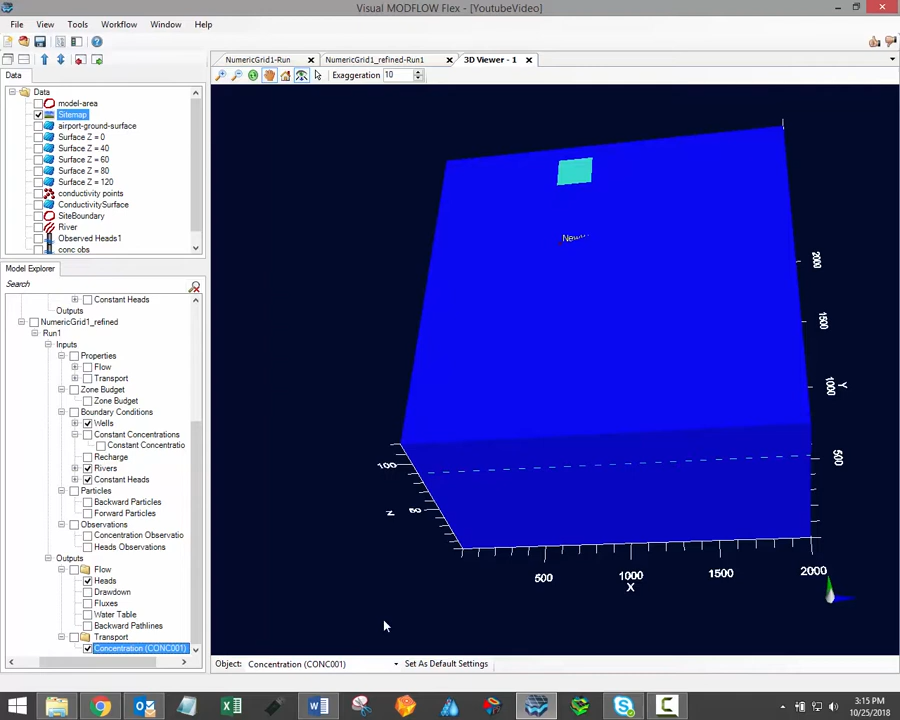 Visual MODFLOW Flex - [YoutubeVideo]
File View Tools Workflow Window Help
NumericGrid1-Run NumericGrid1_refined-Run1 3D Viewer - 1
Exaggeration 10
Data
Data
model-area
Sitemap
airport-ground-surface
Surface Z = 0
Surface Z = 40
Surface Z = 60
Surface Z = 80
Surface Z = 120
conductivity points
ConductivitySurface
SiteBoundary
River
Observed Heads1
conc obs
Model Explorer
Search
Constant Heads
Outputs
NumericGrid1_refined
Run1
Inputs
Properties
Flow
Transport
Zone Budget
Zone Budget
Boundary Conditions
Wells
Constant Concentrations
Constant Concentratio
Recharge
Rivers
Constant Heads
Particles
Backward Particles
Forward Particles
Observations
Concentration Observatio
Heads Observations
Outputs
Flow
Heads
Drawdown
Fluxes
Water Table
Backward Pathlines
Transport
Concentration (CONC001)
2000
1500
1000
Y
500
100
Z
500 1000 1500 2000
X
Object: Concentration (CONC001) Set As Default Settings
3:15 PM
10/25/2018